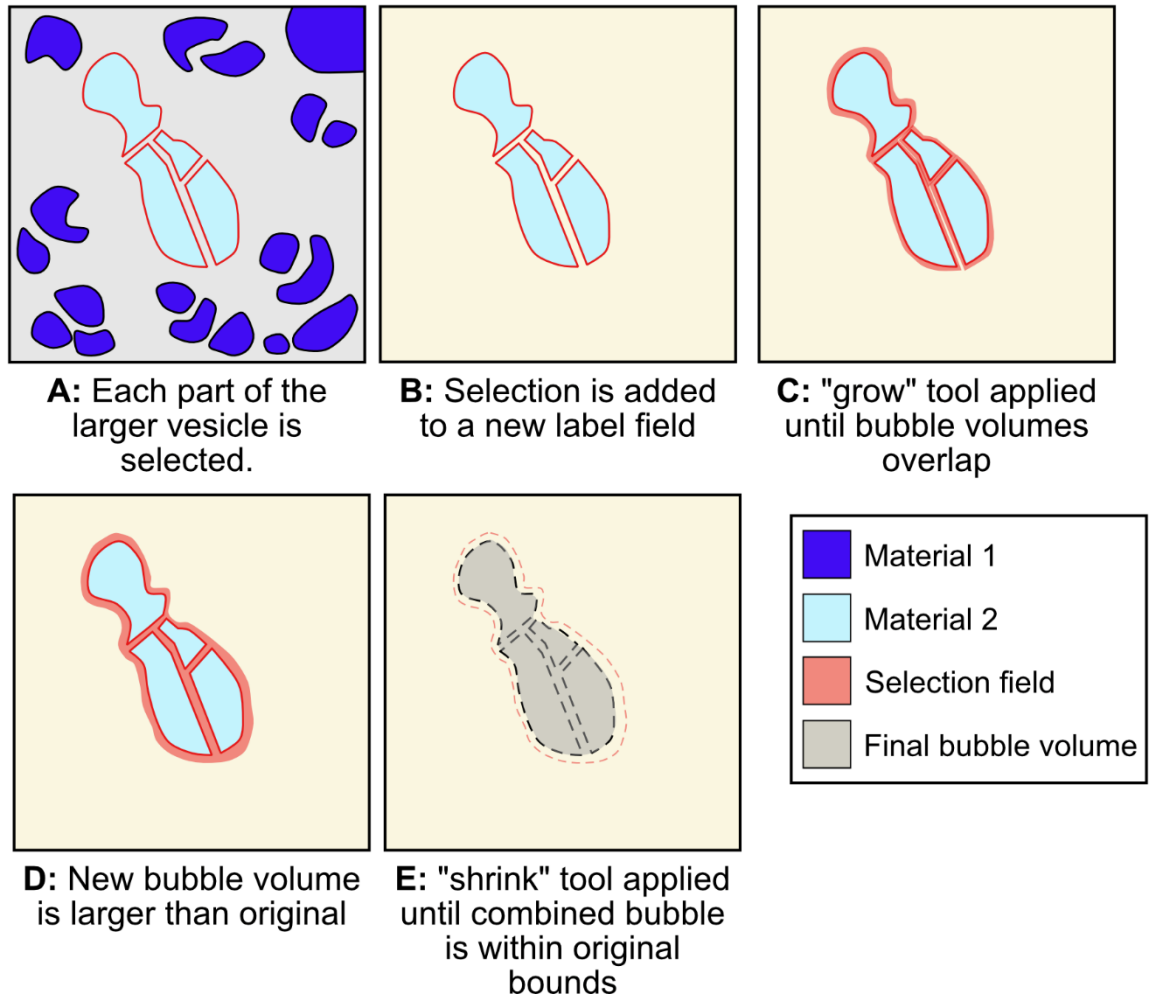 A: Each part of the
larger vesicle is
selected.
B: Selection is added
to a new label field
C: "grow" tool applied
until bubble volumes
overlap
D: New bubble volume
is larger than original
E: "shrink" tool applied
until combined bubble
is within original
bounds
Material 1
Material 2
Selection field
Final bubble volume